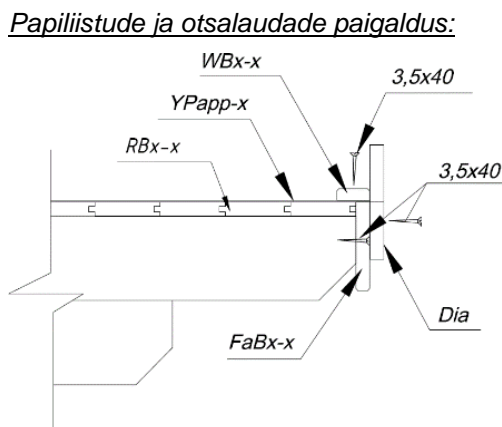 Papiliistude ja otsalaudade paigaldus:
WBx-x
3,5x40
YPapp-x
RBx-x
3,5x40
Dia
FaBx-x